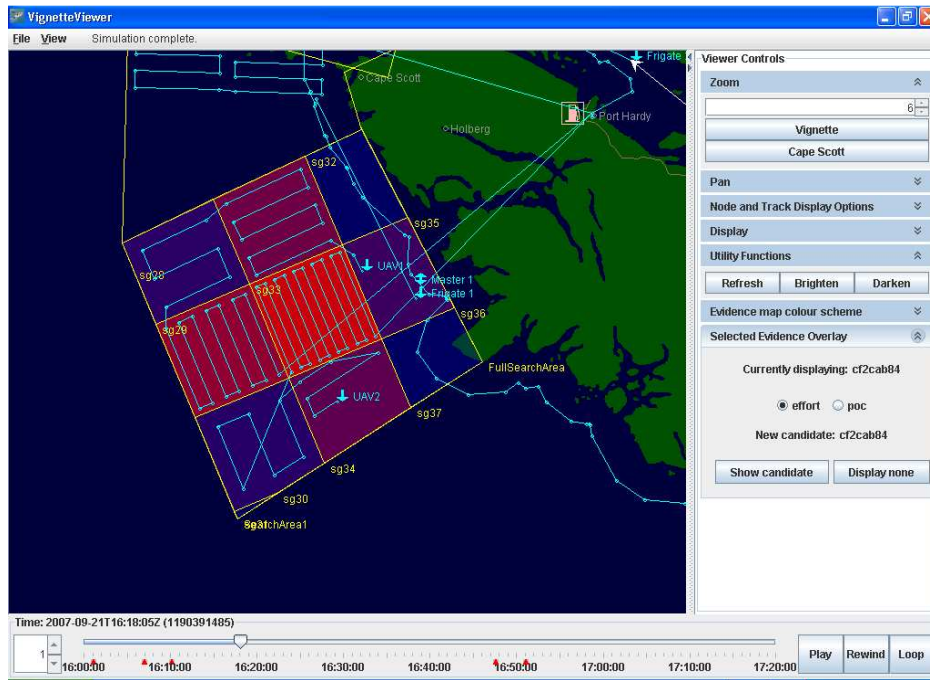 VignetteViewer
File View Simulation complete.
Frigate
Cape Scott
Port Hardy
Holberg
sg32
sg35
sg28
UAV1
Master 1
sg33
Frigate 1
sg36
sg29
FullSearchArea
UAV2
sg37
sg34
sg30
SearchArea1
Viewer Controls
Zoom
6
Vignette
Cape Scott
Pan
Node and Track Display Options
Display
Utility Functions
Refresh Brighten Darken
Evidence map colour scheme
Selected Evidence Overlay
Currently displaying: cf2cab84
effort poc
New candidate: cf2cab84
Show candidate Display none
Time: 2007-09-21T16:18:05Z (1190391485)
1
16:00:00 16:10:00 16:20:00 16:30:00 16:40:00 16:50:00 17:00:00 17:10:00 17:20:00
Play Rewind Loop